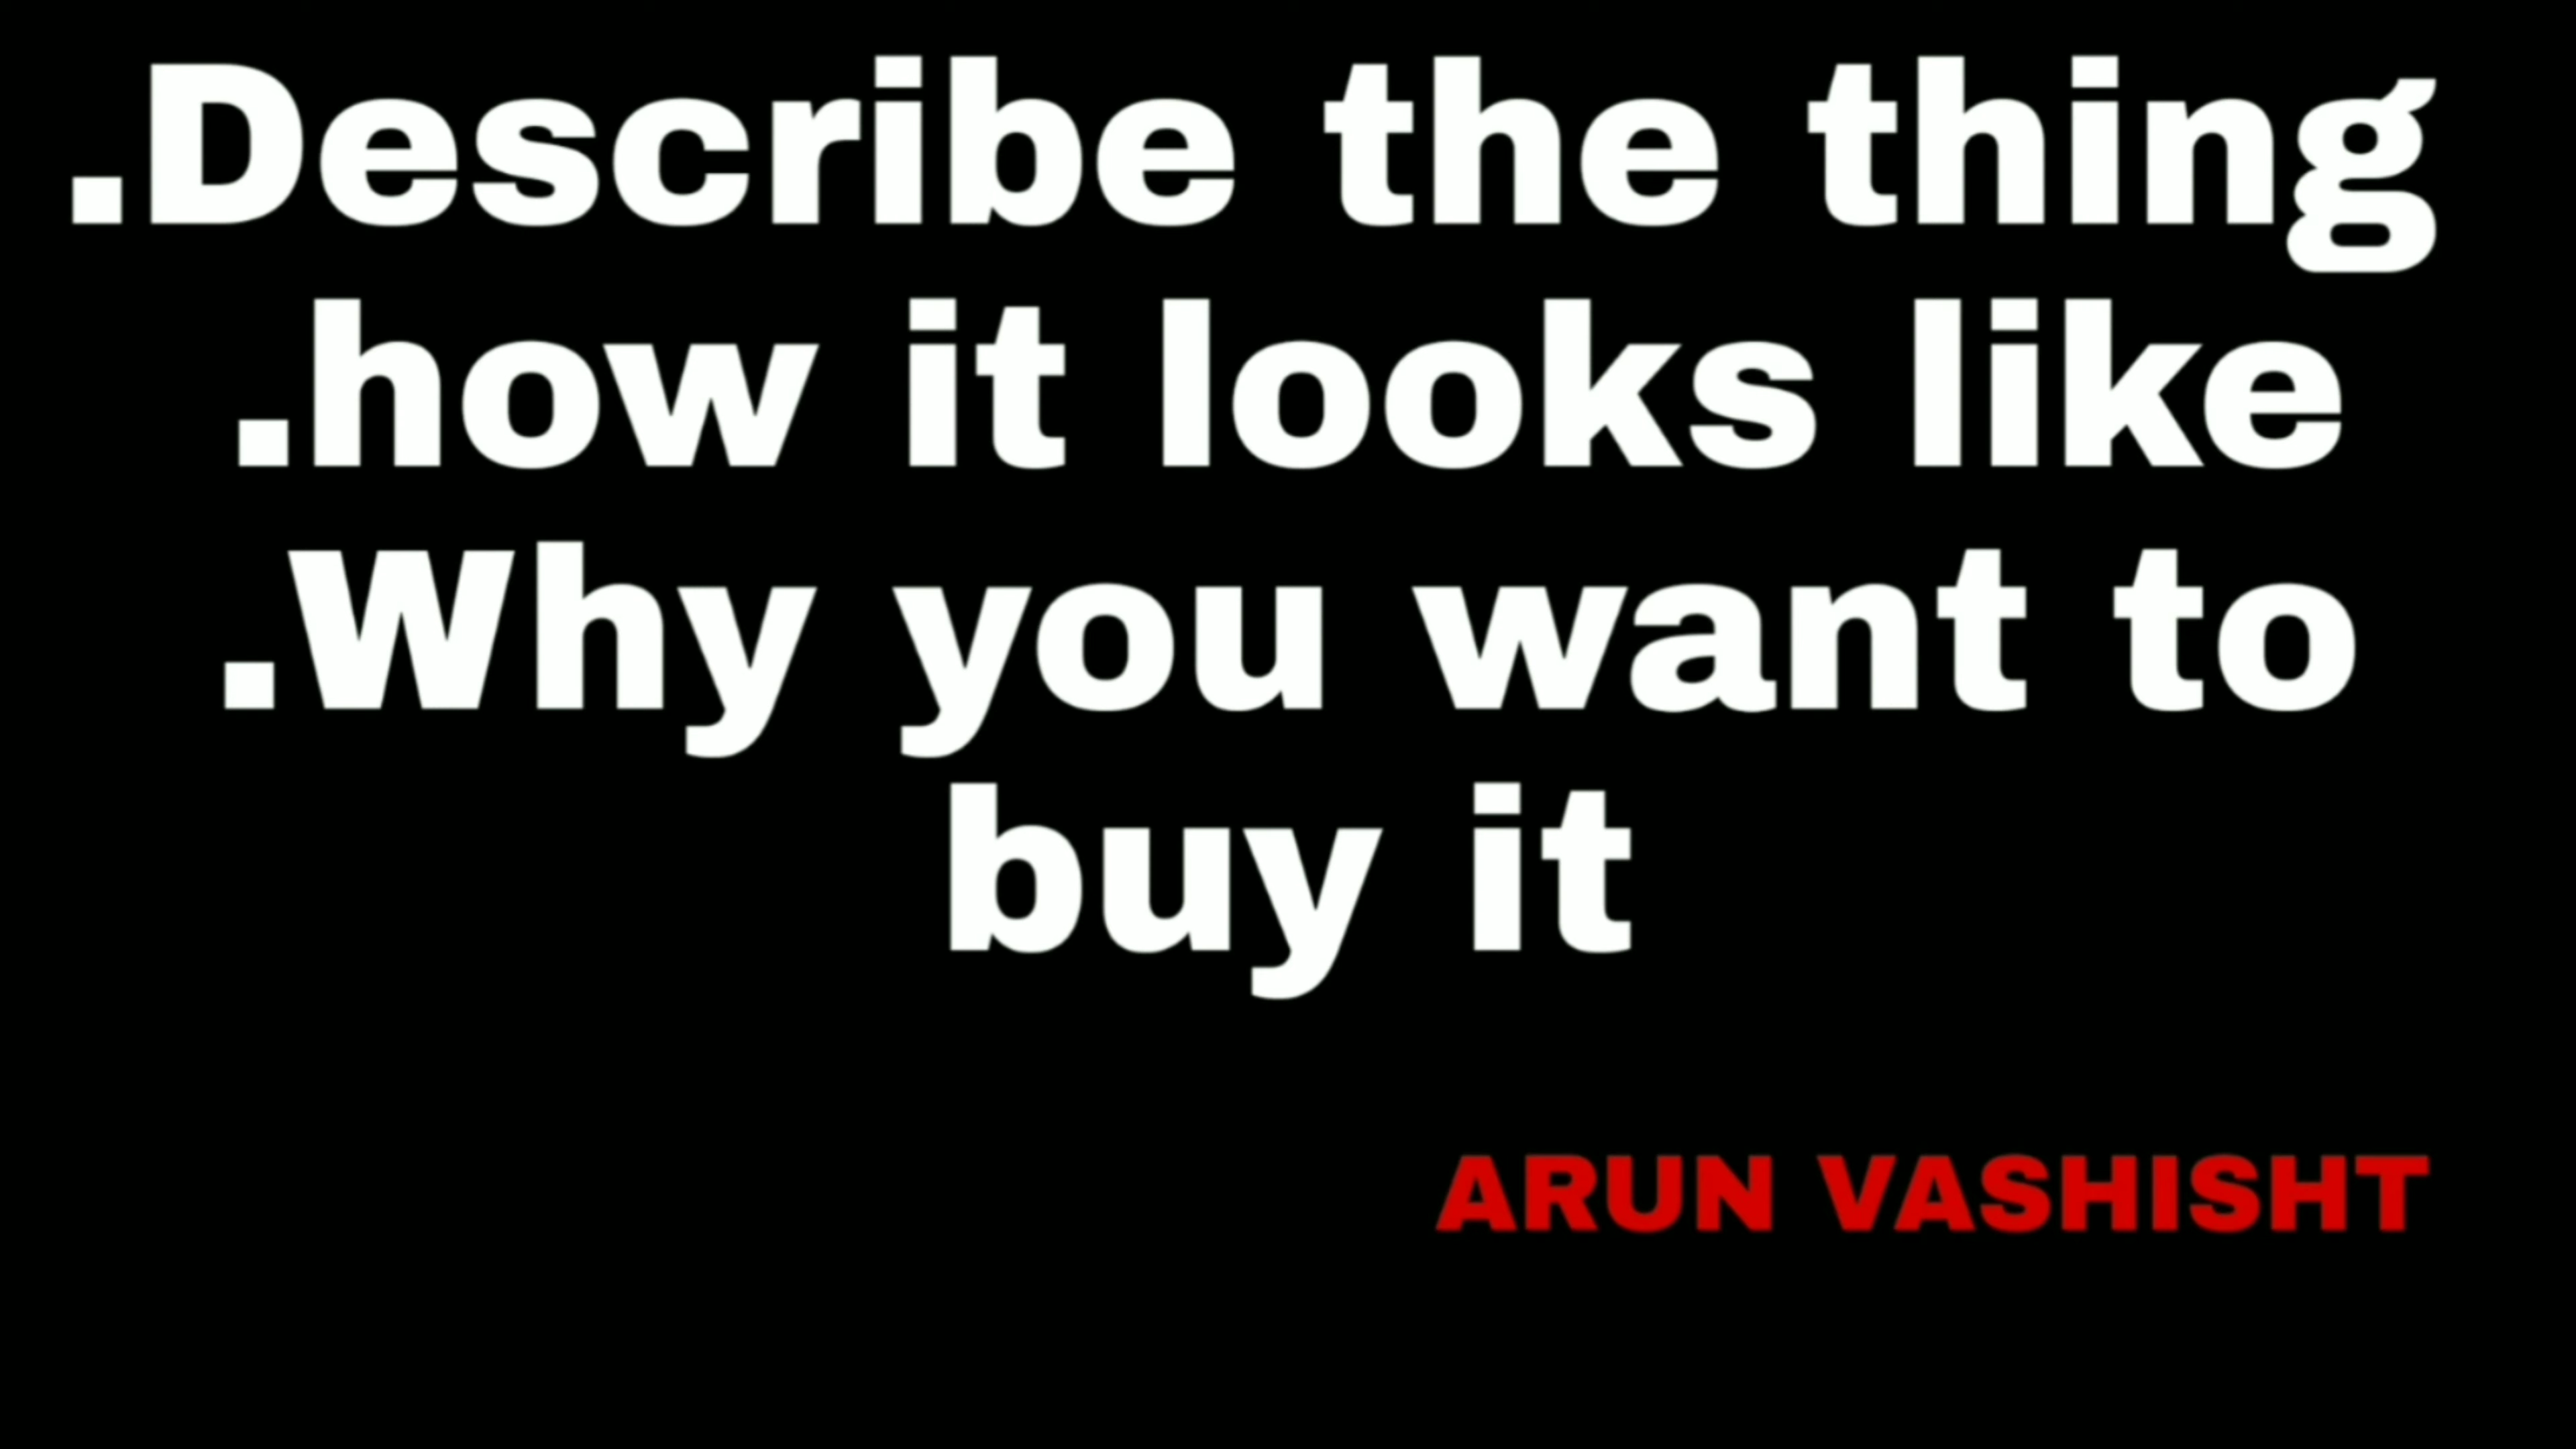 .Describe the thing
.how it looks like
.Why you want to
buy it
ARUN VASHISHT